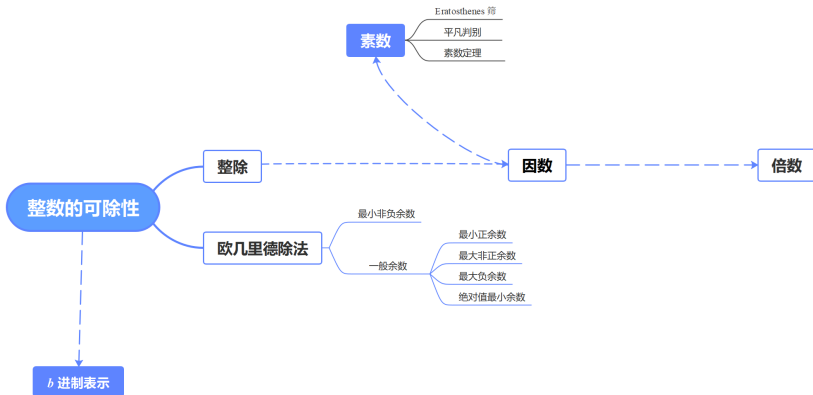 Eratosthenes 筛
素数
平凡判别
素数定理
整除
因数
倍数
整数的可除性
最小非负余数
欧几里德除法
一般余数
最小正余数
最大非正余数
最大负余数
绝对值最小余数
b 进制表示